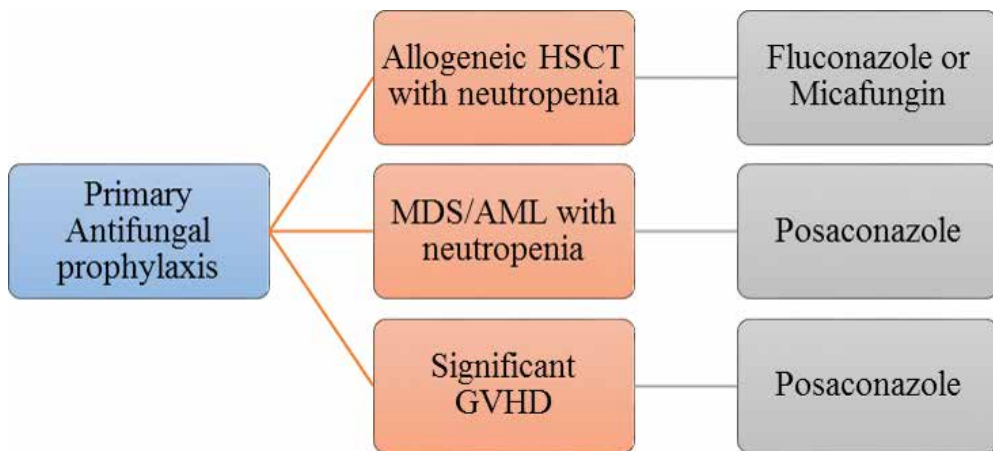 Primary
Antifungal
prophylaxis
Allogeneic HSCT
with neutropenia
Fluconazole or
Micafungin
MDS/AML with
neutropenia
Posaconazole
Significant
GVHD
Posaconazole